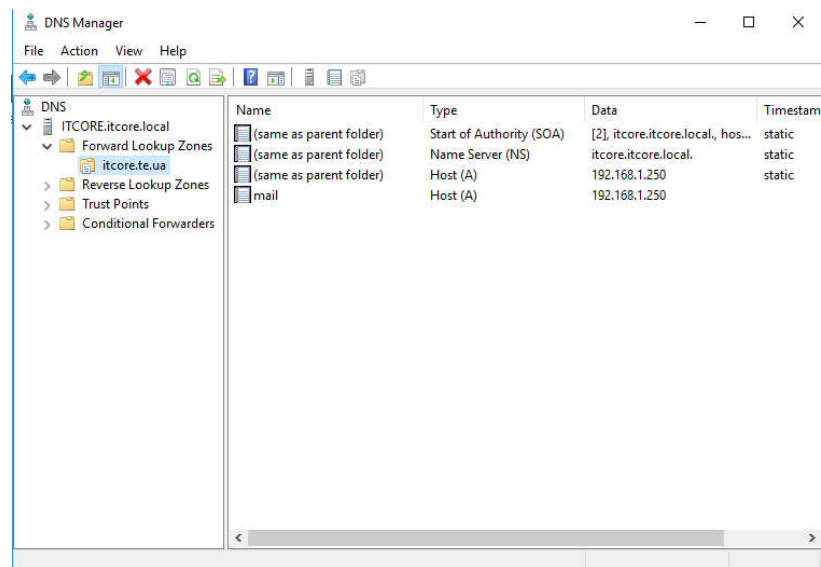 DNS Manager
File Action View Help
DNS
ITCORE.itcore.local
Forward Lookup Zones
itcore.te.ua
Reverse Lookup Zones
Trust Points
Conditional Forwarders
Name Type Data Timestam
(same as parent folder) Start of Authority (SOA) [2], itcore.itcore.local., hos... static
(same as parent folder) Name Server (NS) itcore.itcore.local. static
(same as parent folder) Host (A) 192.168.1.250 static
mail Host (A) 192.168.1.250